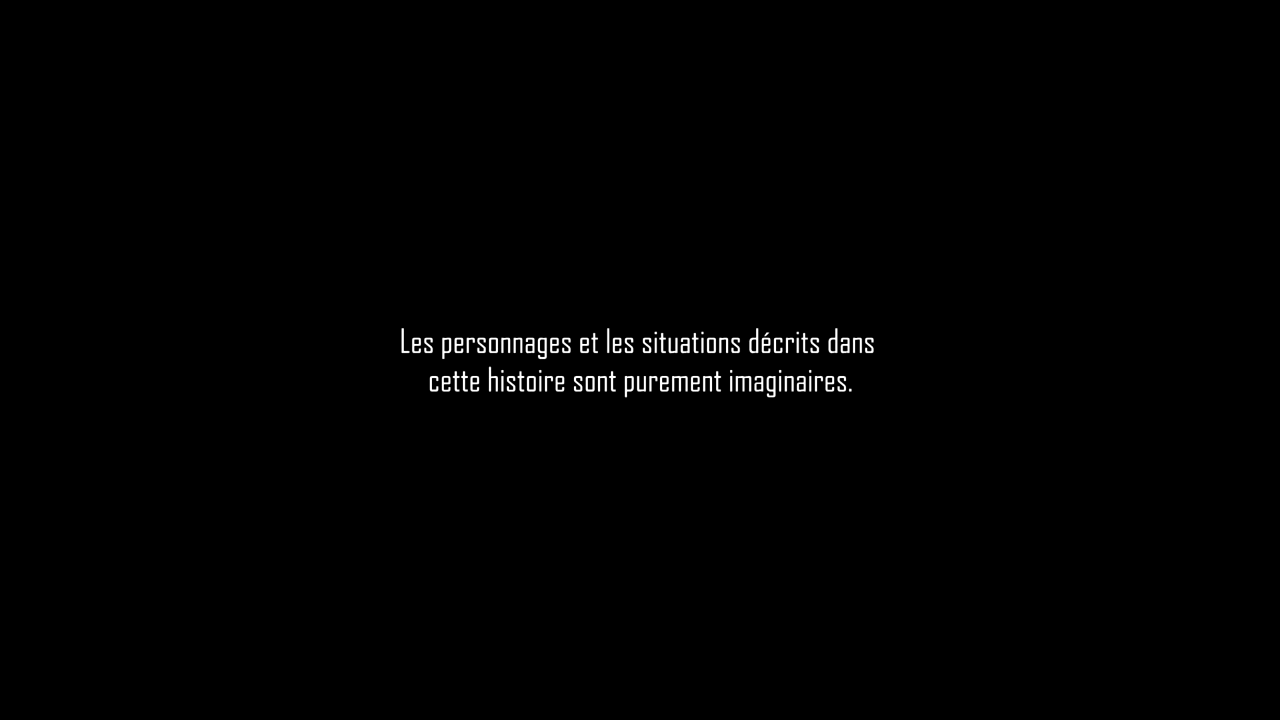 Les personnages et les situations décrits dans
cette histoire sont purement imaginaires.